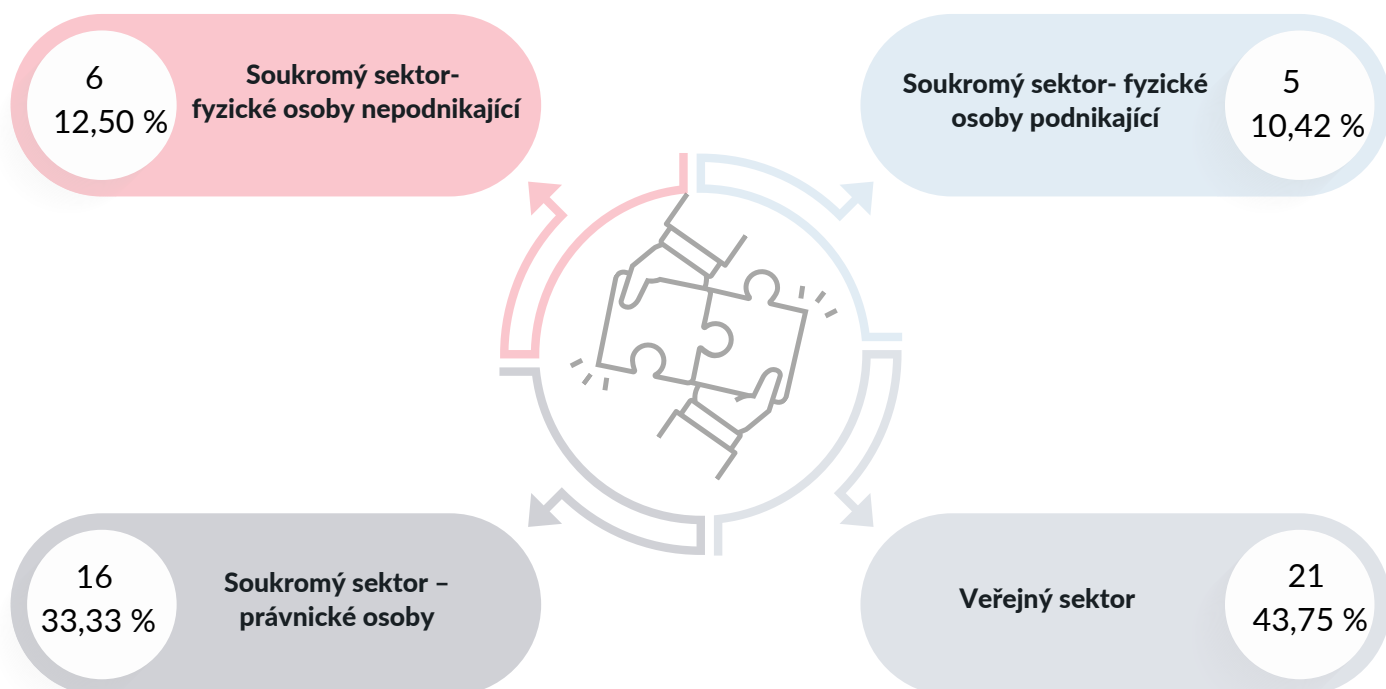 6
12,50 %
Soukromý sektor-
fyzické osoby nepodnikající
Soukromý sektor- fyzické
osoby podnikající
5
10,42 %
16
33,33 %
Soukromý sektor –
právnické osoby
Veřejný sektor
21
43,75 %